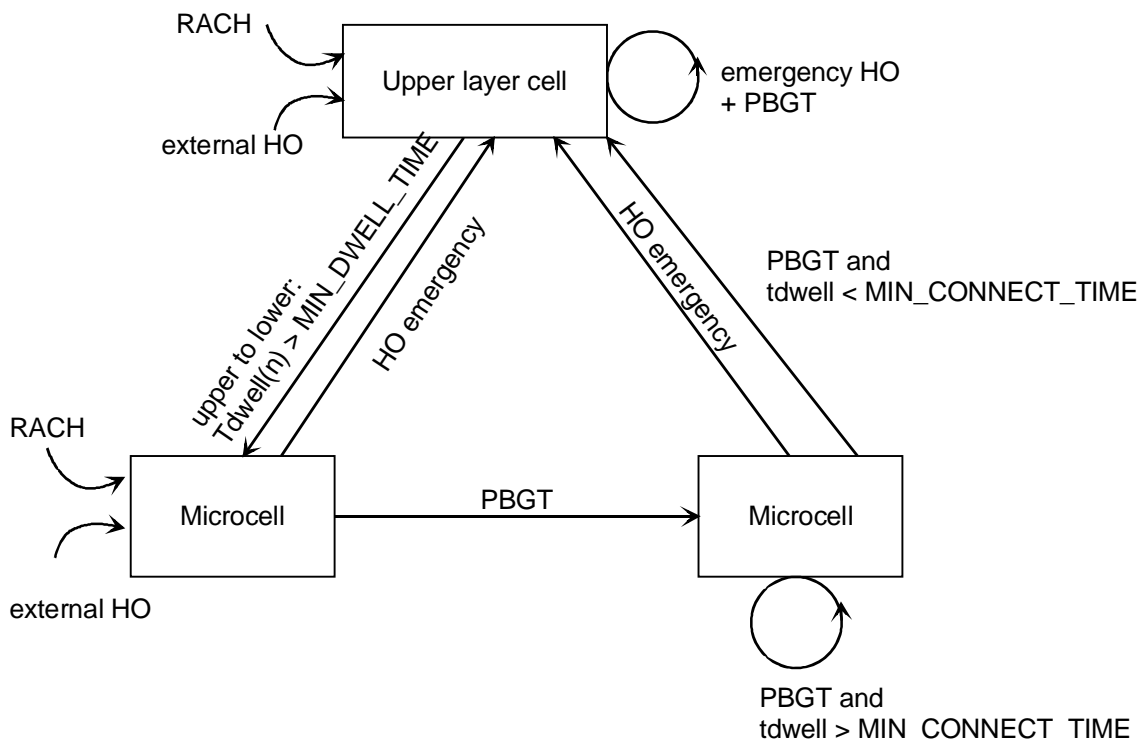 RACH
Upper layer cell
emergency HO
+ PBGT
external HO
upper to lower:
Tdwell(n) > MIN_DWELL_TIME
HO emergency
HO emergency
PBGT and
tdwell < MIN_CONNECT_TIME
RACH
Microcell
PBGT
Microcell
external HO
PBGT and
tdwell > MIN_CONNECT_TIME